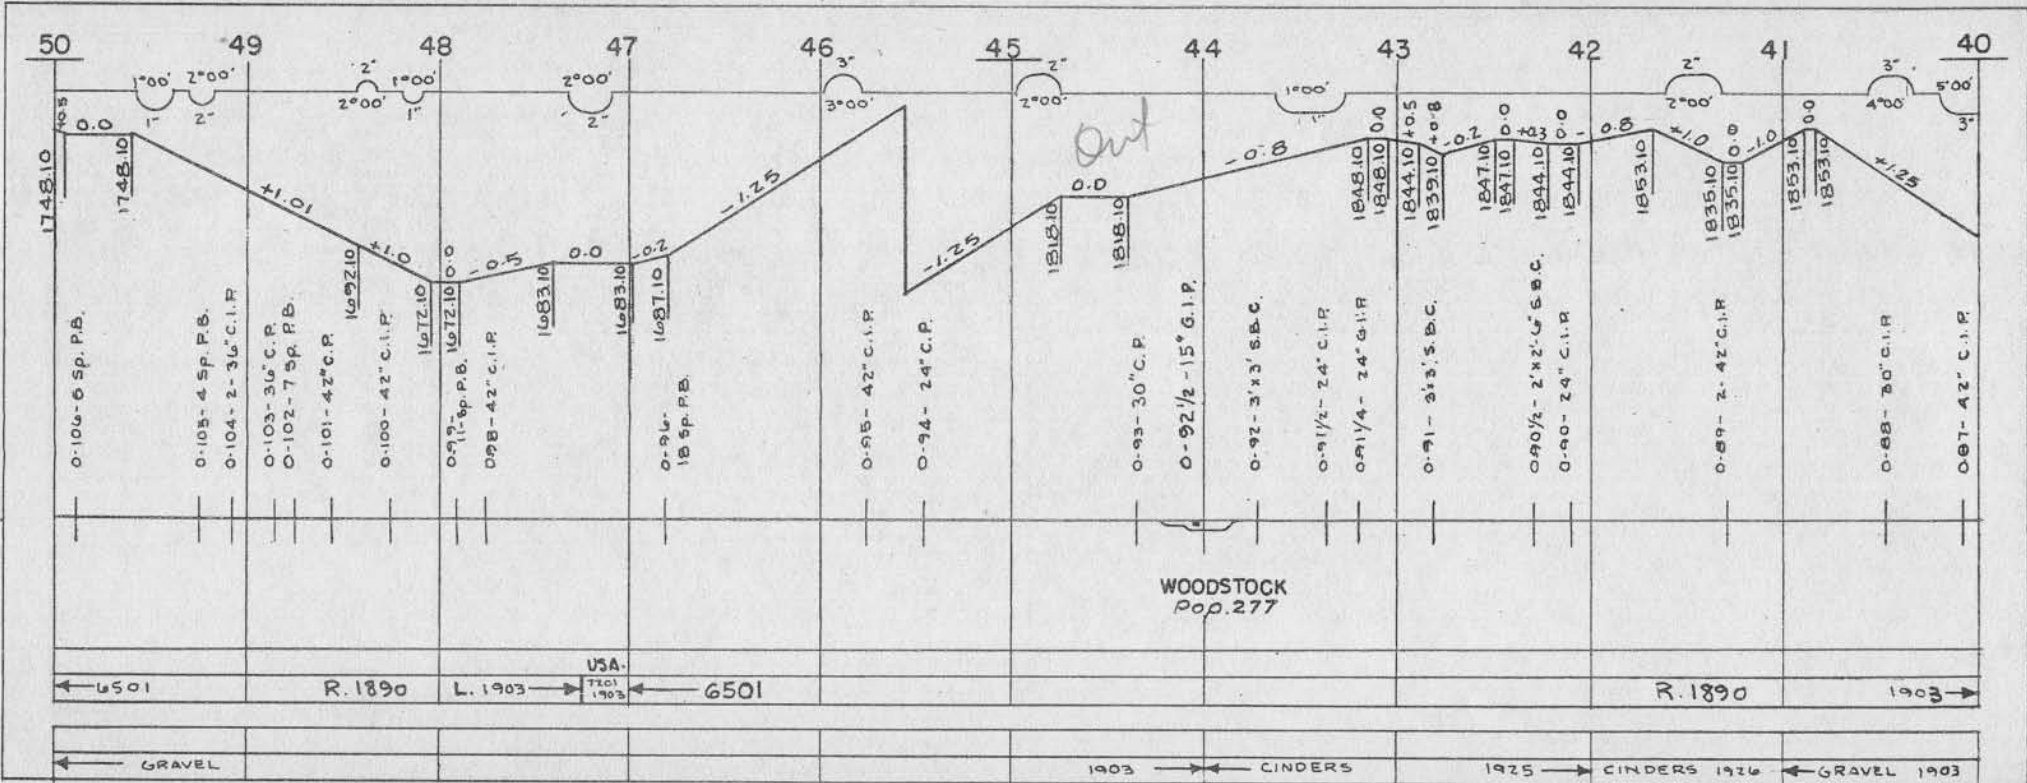 50 49 48 47 46 45 44 43 42 41 40
1°00' 2°00' 2" 1°00' 2°00' 3" 2" 1°00' 2" 3" 5°00'
1" 2" 2°00' 1" 2" 3°00' 2°00' 1" 2°00' 4°00' 3"
Out
+0.5 0.0 +1.01 +1.0 0.0 -0.5 0.0 -0.2 -1.25 -1.25 0.0 -0.8 0.0 +0.5 +0.8 -0.2 0.0 +0.3 0.0 -0.8 +1.0 0.0 -1.0 0.0 +1.25
1748.10
1748.10
1692.10
1672.10
1672.10
1683.10
1683.10
1687.10
1818.10
1818.10
1848.10
1848.10
1844.10
1839.10
1847.10
1847.10
1844.10
1844.10
1853.10
1835.10
1835.10
1853.10
1853.10
0-106-8 Sp. P.B.
0-105-4 Sp. P.B.
0-104-2-36" C.I.P.
0-103-36" C.P.
0-102-7 Sp. P.B.
0-101-42" C.P.
0-100-42" C.I.P.
0-99-
11-Sp. P.B.
0-98-42" C.I.P.
0-96-
18 Sp. P.B.
0-95-42" C.I.P.
0-94-24" C.P.
0-93-30" C.P.
0-92 1/2-15" G.I.P.
0-92-3'x3' S.B.C.
0-91 1/2-24" C.I.P.
0-91 1/4-24" G.I.P.
0-91-3'x3' S.B.C.
0-90 1/2-2'x2'-6" S.B.C.
0-90-24" C.I.P.
0-89-2-42" C.I.P.
0-88-30" C.I.P.
0-87-42" C.I.P.
WOODSTOCK
Pop. 277
USA.
6501 R. 1890 L. 1903 7201 6501 R. 1890 1903
1903
GRAVEL 1903 CINDERS 1925 CINDERS 1926 GRAVEL 1903